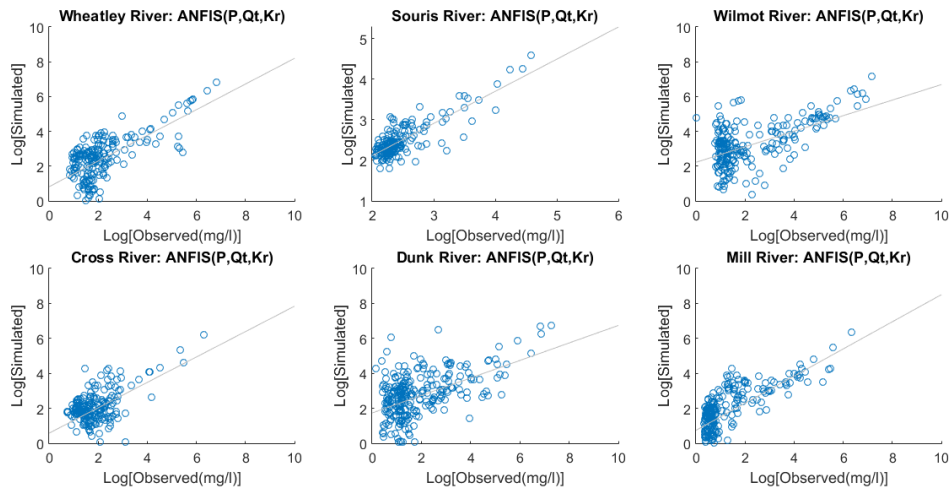 Wheatley River: ANFIS(P,Qt,Kr)
Log[Simulated]
10
8
6
4
2
0
0 2 4 6 8 10
Log[Observed(mg/l)]
Souris River: ANFIS(P,Qt,Kr)
Log[Simulated]
5
4
3
2
1
2 3 4 5 6
Log[Observed(mg/l)]
Wilmot River: ANFIS(P,Qt,Kr)
Log[Simulated]
10
8
6
4
2
0
0 2 4 6 8 10
Log[Observed(mg/l)]
Cross River: ANFIS(P,Qt,Kr)
Log[Simulated]
10
8
6
4
2
0
0 2 4 6 8 10
Log[Observed(mg/l)]
Dunk River: ANFIS(P,Qt,Kr)
Log[Simulated]
10
8
6
4
2
0
0 2 4 6 8 10
Log[Observed(mg/l)]
Mill River: ANFIS(P,Qt,Kr)
Log[Simulated]
10
8
6
4
2
0
0 2 4 6 8 10
Log[Observed(mg/l)]